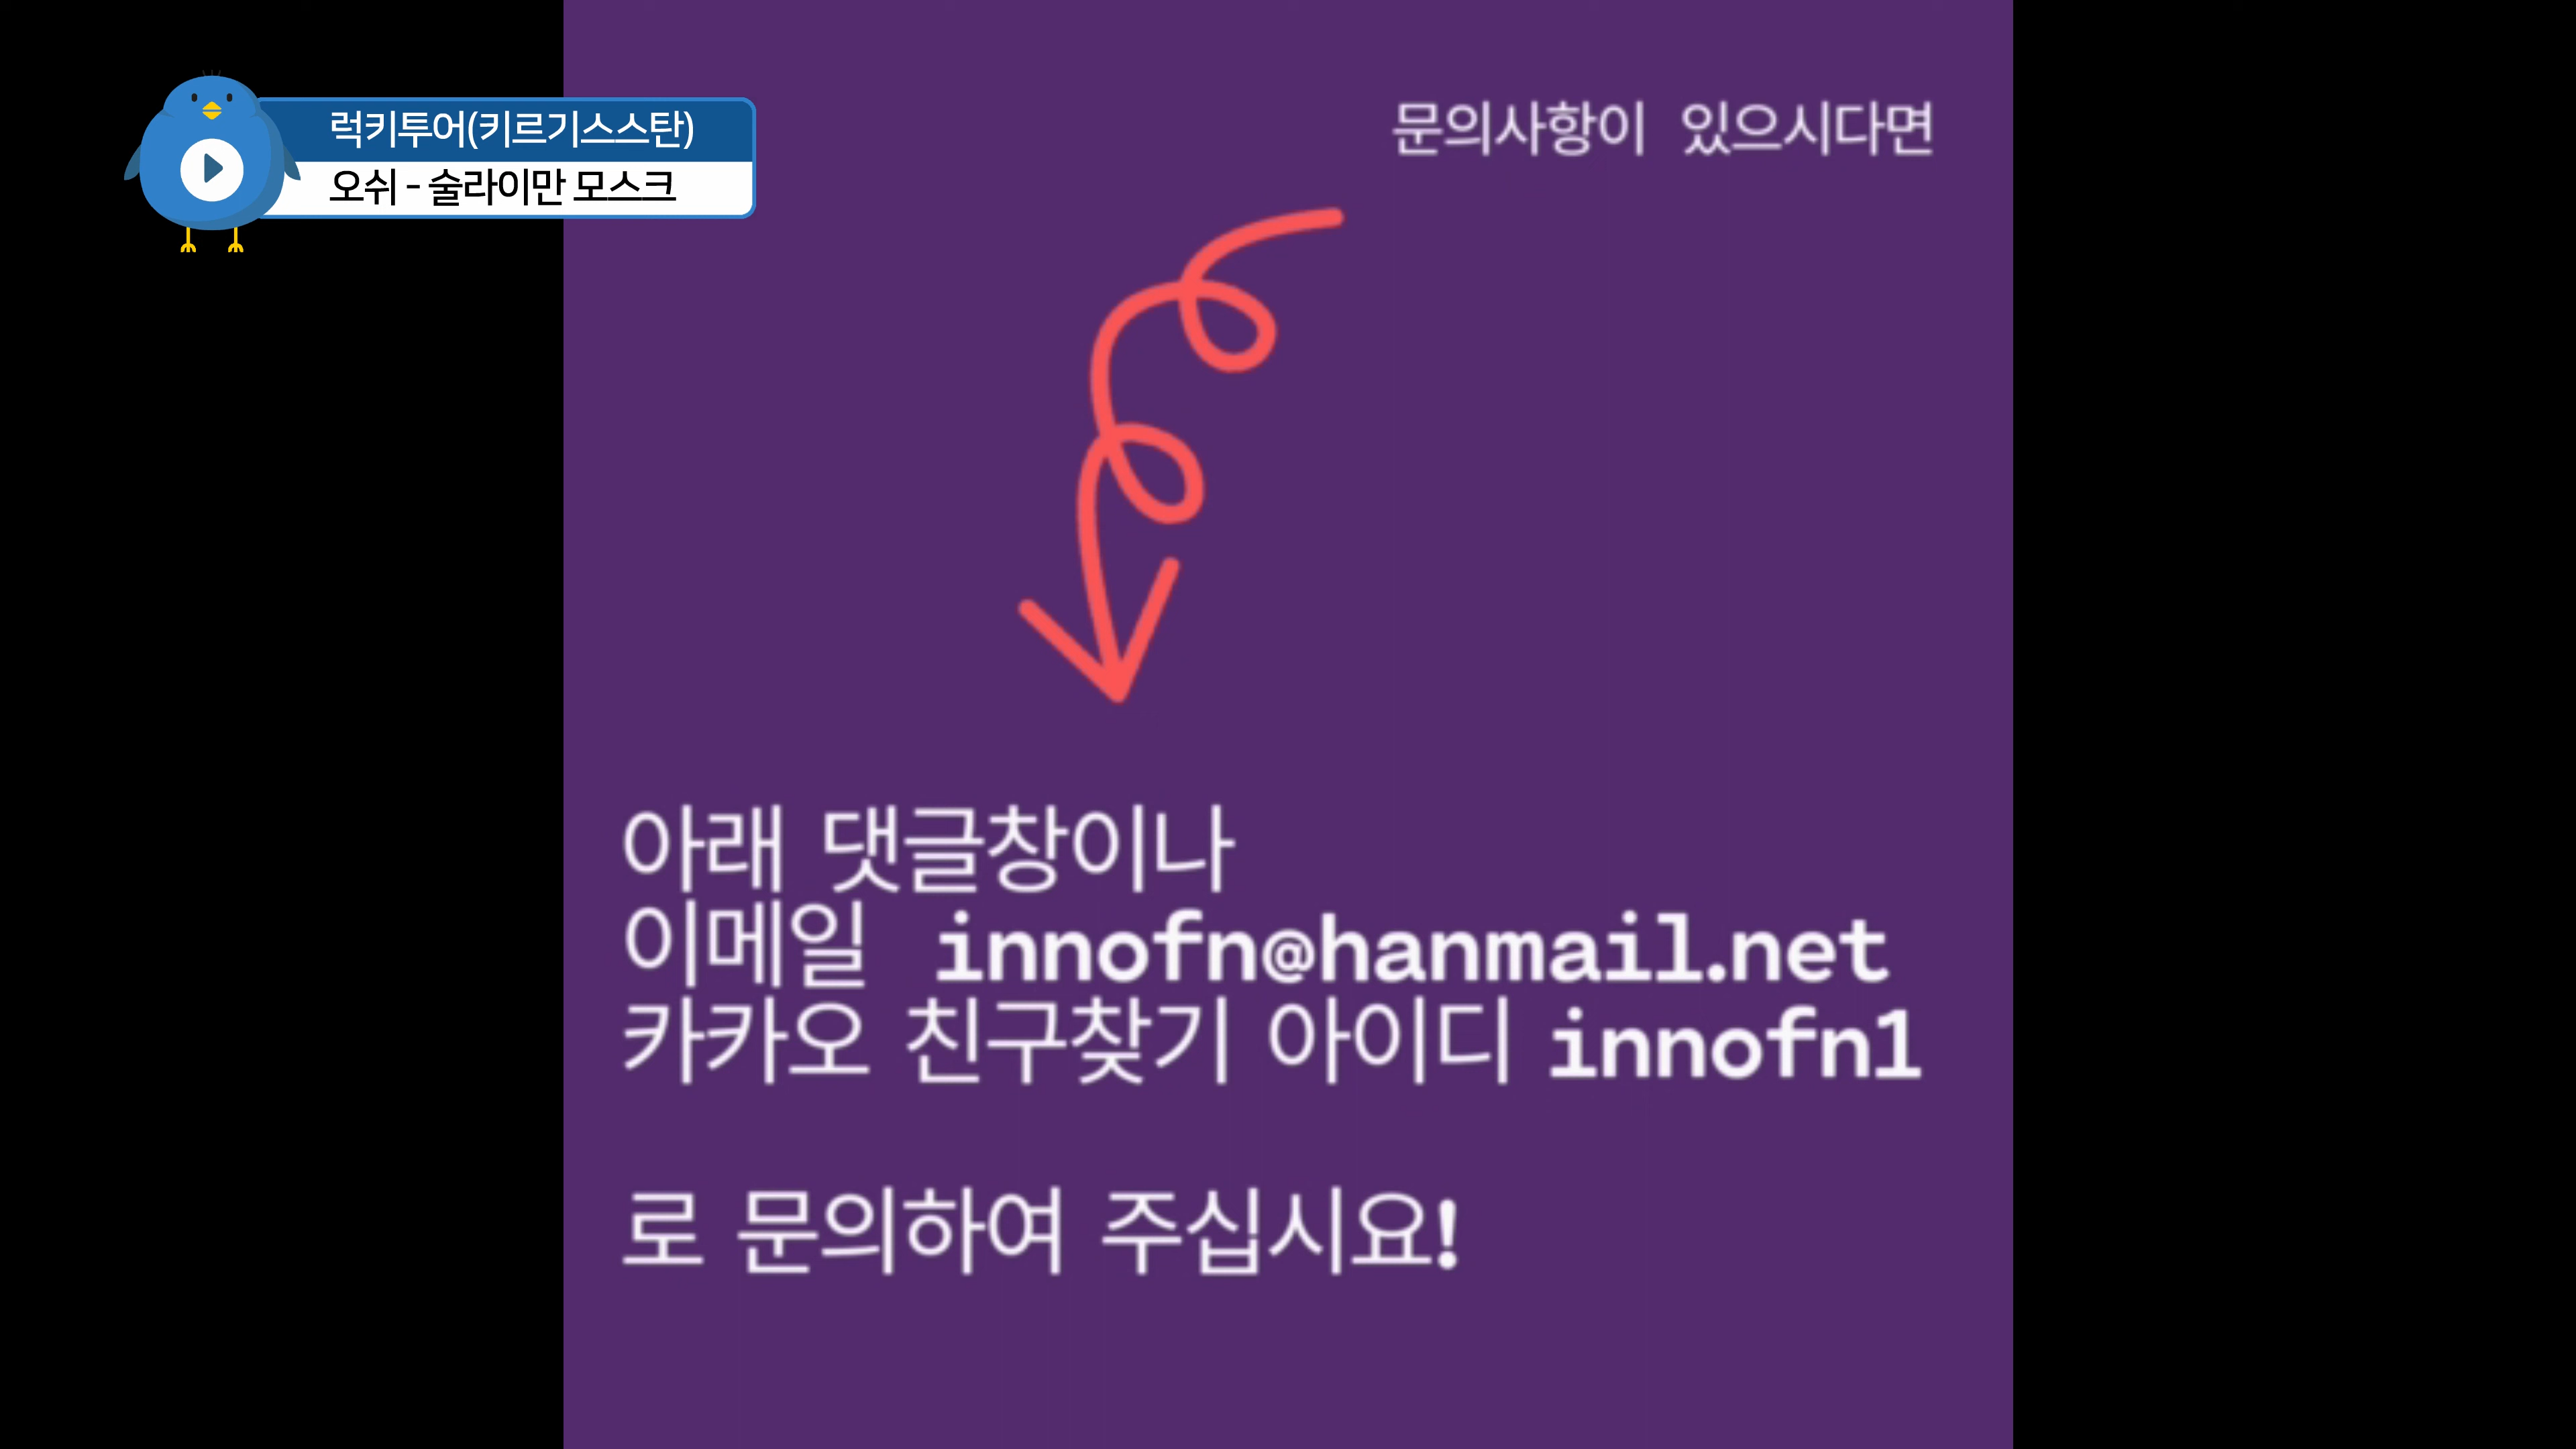 럭키투어(키르기스스탄)
오쉬 - 술라이만 모스크
문의사항이 있으시다면
아래 댓글창이나
이메일 innofn@hanmail.net
카카오 친구찾기 아이디 innofn1
로 문의하여 주십시요!